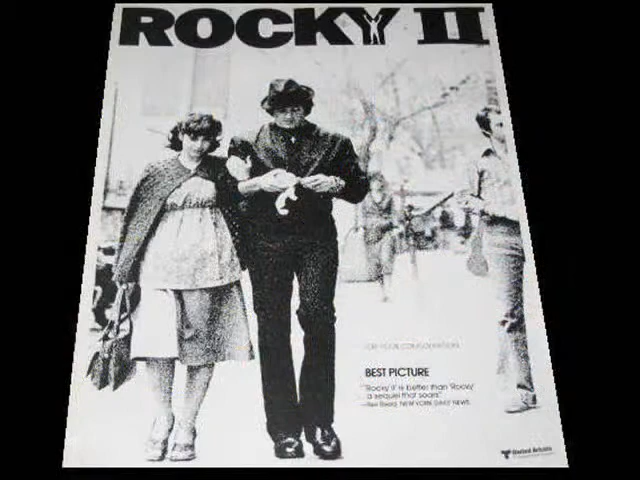 ROCKY II
FOR YOUR CONSIDERATION
BEST PICTURE
"'Rocky II' is better than 'Rocky'
a sequel that soars"
NEW YORK DAILY NEWS
United Artists